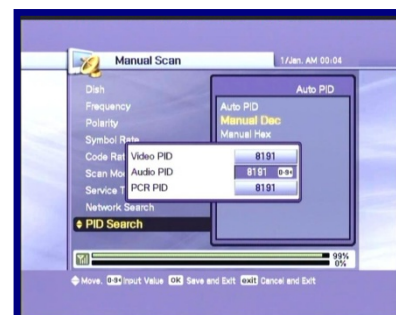 Manual Scan
1/Jan. AM 00:04
Dish
Auto PID
Frequency
Auto PID
Polarity
Manual Dec
Symbol Rate
Manual Hex
Code Rat
Video PID
8191
Scan Mo
Audio PID
8191 0-9
Service T
PCR PID
8191
Network Search
PID Search
99%
0%
Move. 0-9 Input Value OK Save and Exit exit Cancel and Exit